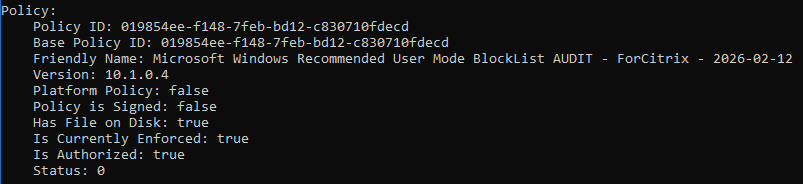 Policy:
Policy ID: 019854ee-f148-7feb-bd12-c830710fdecd
Base Policy ID: 019854ee-f148-7feb-bd12-c830710fdecd
Friendly Name: Microsoft Windows Recommended User Mode BlockList AUDIT - ForCitrix - 2026-02-12
Version: 10.1.0.4
Platform Policy: false
Policy is Signed: false
Has File on Disk: true
Is Currently Enforced: true
Is Authorized: true
Status: 0